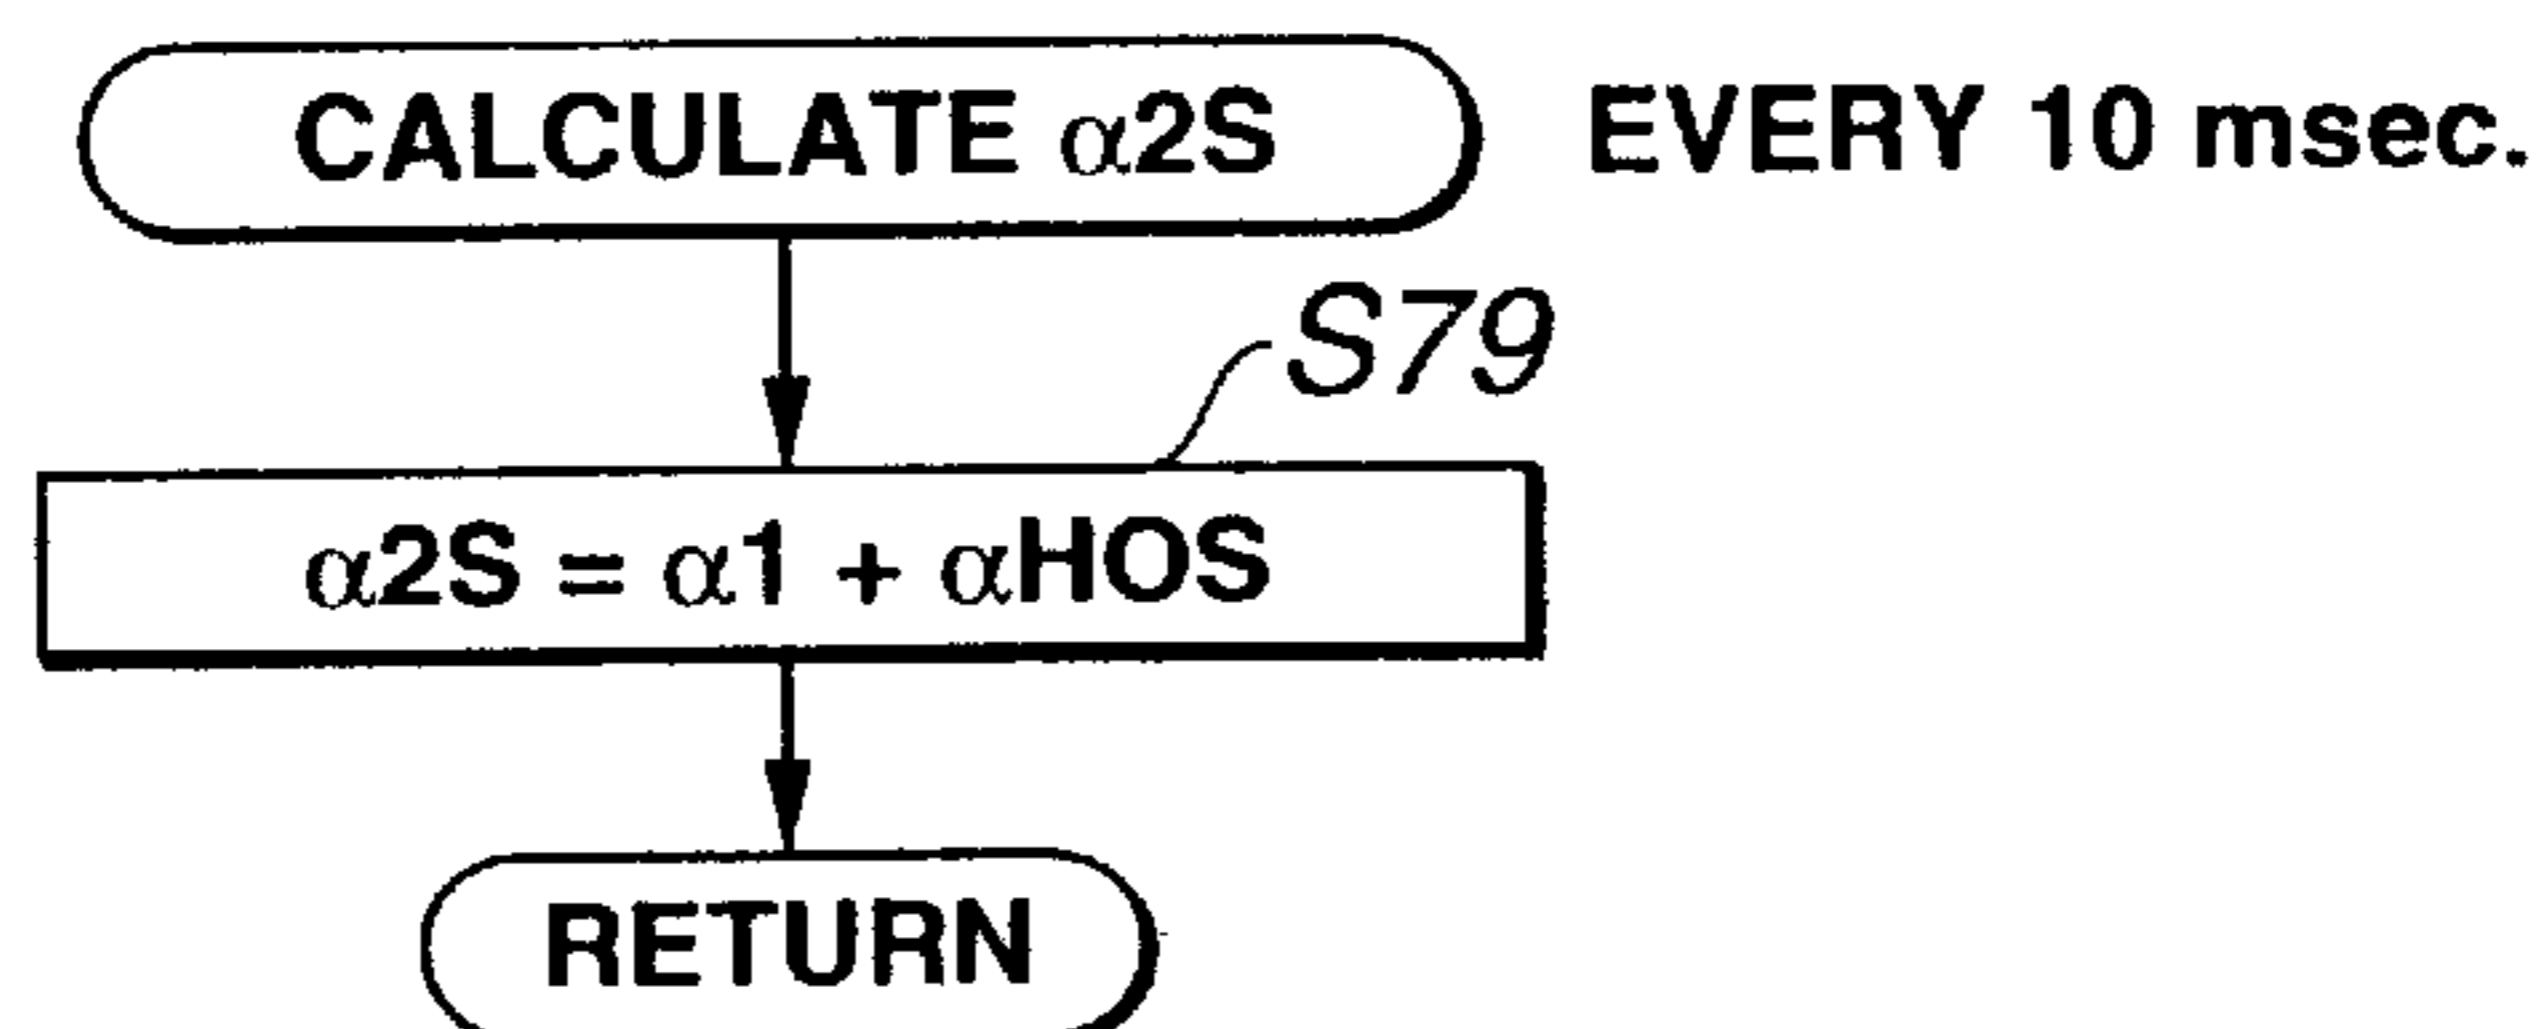 CALCULATE α2S EVERY 10 msec.
S79
α2S = α1 + αHOS
RETURN